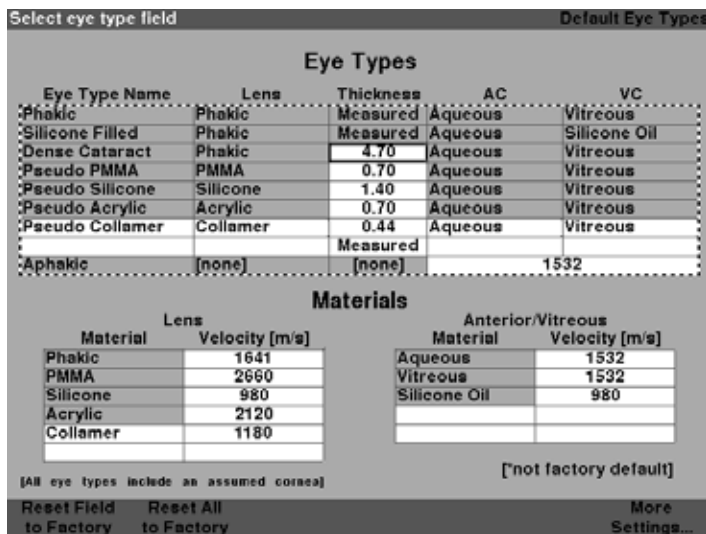 Select eye type field Default Eye Types
Eye Types
Eye Type Name Lens Thickness AC VC
Phakic Phakic Measured Aqueous Vitreous
Silicone Filled Phakic Measured Aqueous Silicone Oil
Dense Cataract Phakic 4.70 Aqueous Vitreous
Pseudo PMMA PMMA 0.70 Aqueous Vitreous
Pseudo Silicone Silicone 1.40 Aqueous Vitreous
Pseudo Acrylic Acrylic 0.70 Aqueous Vitreous
Pseudo Collamer Collamer 0.44 Aqueous Vitreous
Measured
Aphakic [none] [none] 1532
Materials
Lens Anterior/Vitreous
Material Velocity [m/s] Material Velocity [m/s]
Phakic 1641 Aqueous 1532
PMMA 2660 Vitreous 1532
Silicone 980 Silicone Oil 980
Acrylic 2120
Collamer 1180
[All eye types include an assumed cornea] [*not factory default]
Reset Field Reset All More
to Factory to Factory Settings...